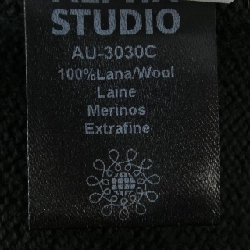 STUDIO
AU-3030C
100%Lana/Wool
Laine
Merinos
Extrafine